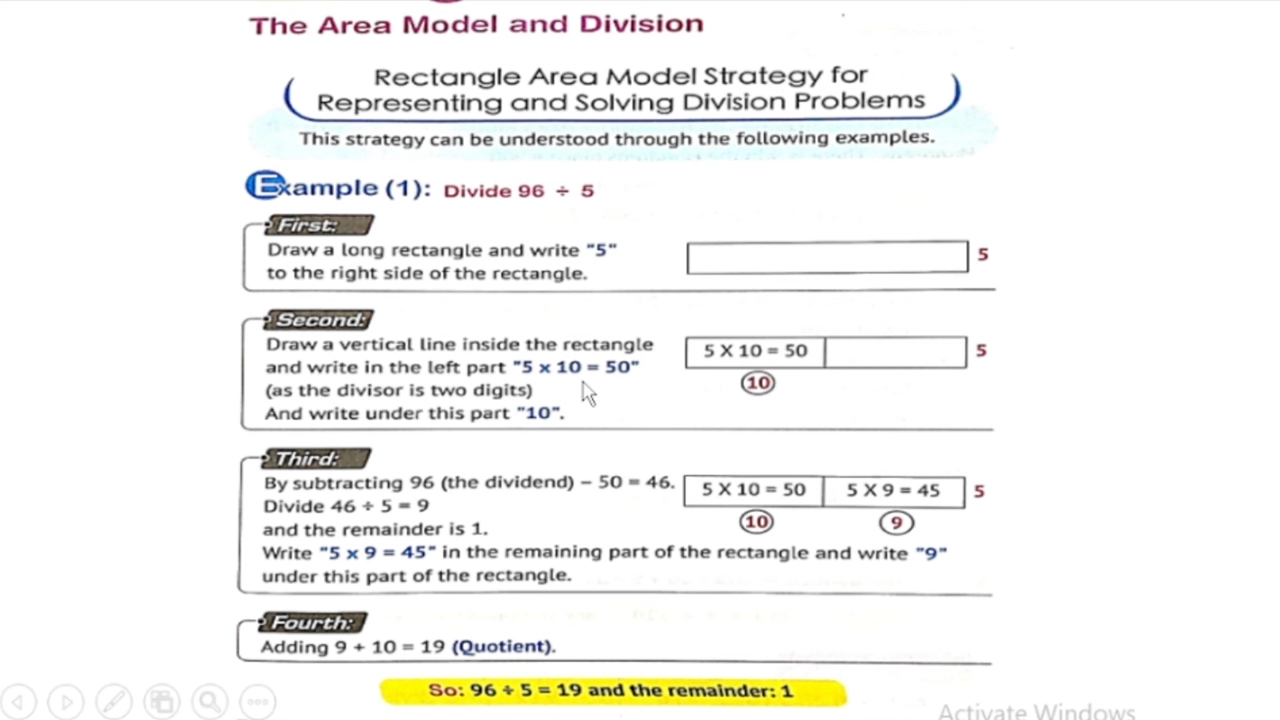 The Area Model and Division
Rectangle Area Model Strategy for
Representing and Solving Division Problems
This strategy can be understood through the following examples.
Example (1): Divide 96 ÷ 5
First:
Draw a long rectangle and write "5"
to the right side of the rectangle.
5
Second:
Draw a vertical line inside the rectangle
and write in the left part "5 x 10 = 50"
(as the divisor is two digits)
And write under this part "10".
5 X 10 = 50 5
10
Third:
By subtracting 96 (the dividend) – 50 = 46.
Divide 46 ÷ 5 = 9
and the remainder is 1.
Write "5 x 9 = 45" in the remaining part of the rectangle and write "9"
under this part of the rectangle.
5 X 10 = 50 5 X 9 = 45 5
10 9
Fourth:
Adding 9 + 10 = 19 (Quotient).
So: 96 ÷ 5 = 19 and the remainder: 1
Activate Windows